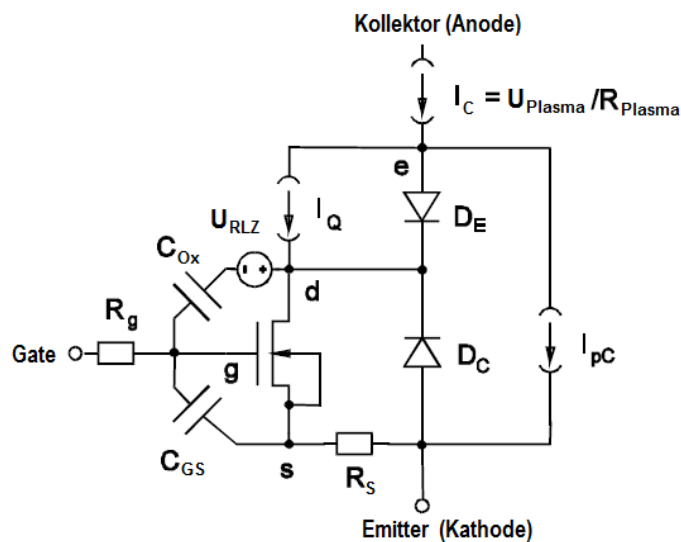 Kollektor (Anode)
I_C = U_Plasma / R_Plasma
e
U_RLZ
I_Q
D_E
C_Ox
- +
d
R_g
Gate
g
D_C
I_pC
C_GS
s
R_S
Emitter (Kathode)